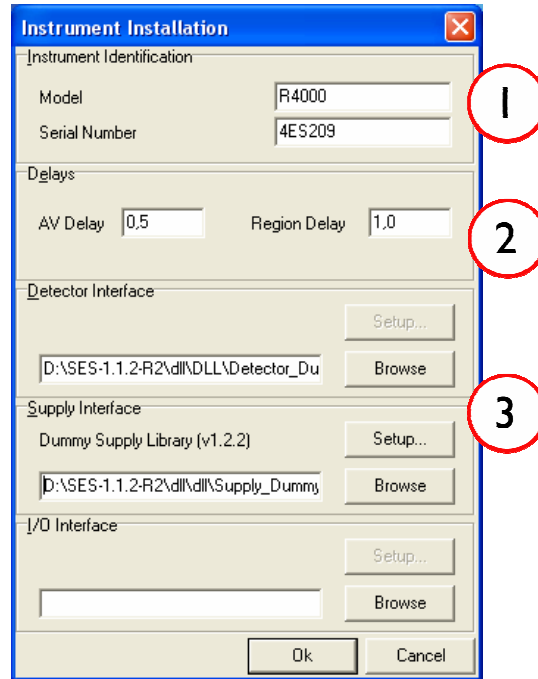 Instrument Installation
Instrument Identification
Model R4000
Serial Number 4ES209
1
Delays
AV Delay 0,5 Region Delay 1,0
2
Detector Interface
Setup...
D:\SES-1.1.2-R2\dll\DLL\Detector_Du Browse
Supply Interface
3
Dummy Supply Library (v1.2.2) Setup...
D:\SES-1.1.2-R2\dll\dll\Supply_Dummy Browse
I/O Interface
Setup...
Browse
Ok Cancel